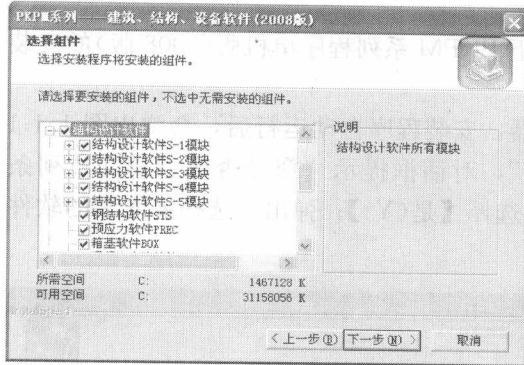 PKPM系列——建筑、结构、设备软件(2008版)
选择组件
选择安装程序将安装的组件。
请选择要安装的组件，不选中无需安装的组件。
结构设计软件
结构设计软件S-1模块
结构设计软件S-2模块
结构设计软件S-3模块
结构设计软件S-4模块
结构设计软件S-5模块
钢结构软件STS
预应力软件PREC
箱基软件BOX
说明
结构设计软件所有模块
所需空间 C: 1467128 K
可用空间 C: 31158056 K
<上一步(B) 下一步(N)> 取消